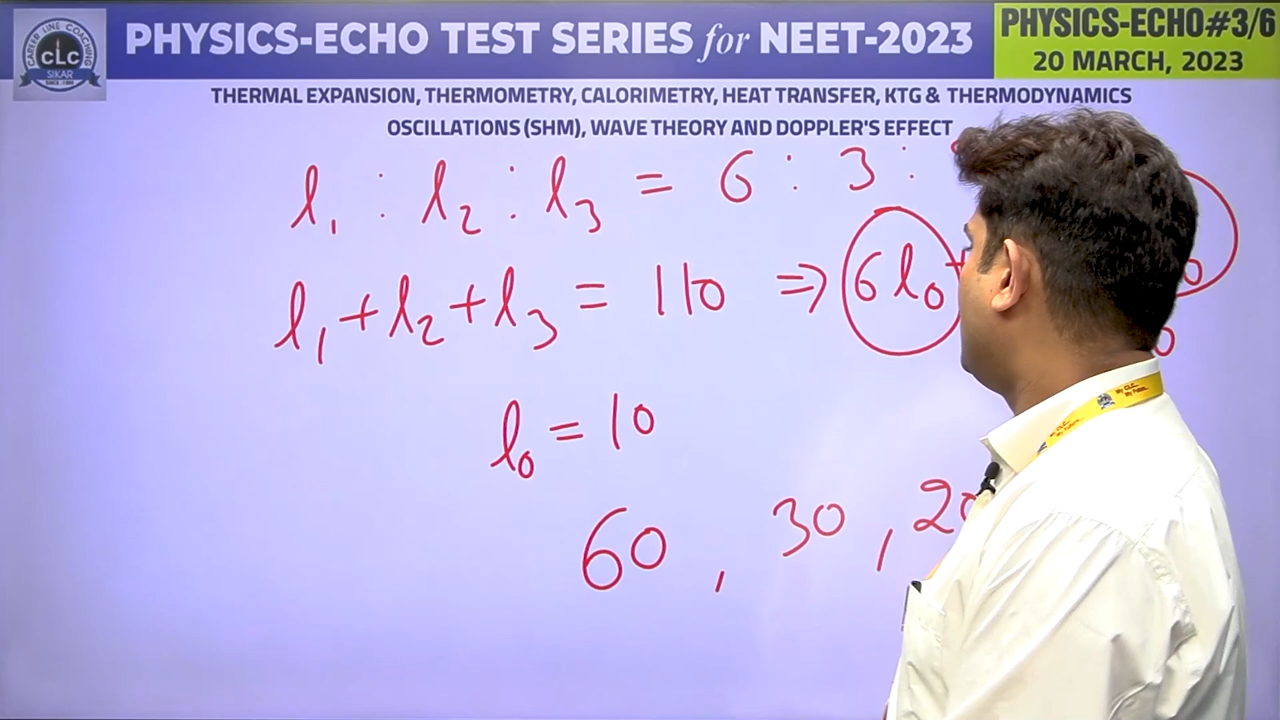 PHYSICS-ECHO TEST SERIES for NEET-2023
PHYSICS-ECHO#3/6
20 MARCH, 2023
CAREER LINE COACHING
CLC
SIKAR
THERMAL EXPANSION, THERMOMETRY, CALORIMETRY, HEAT TRANSFER, KTG & THERMODYNAMICS
OSCILLATIONS (SHM), WAVE THEORY AND DOPPLER'S EFFECT
l₁ : l₂ : l₃ = 6 : 3 :
l₁ + l₂ + l₃ = 110 ⇒ 6l₀ +
l₀ = 10
60 , 30 , 20